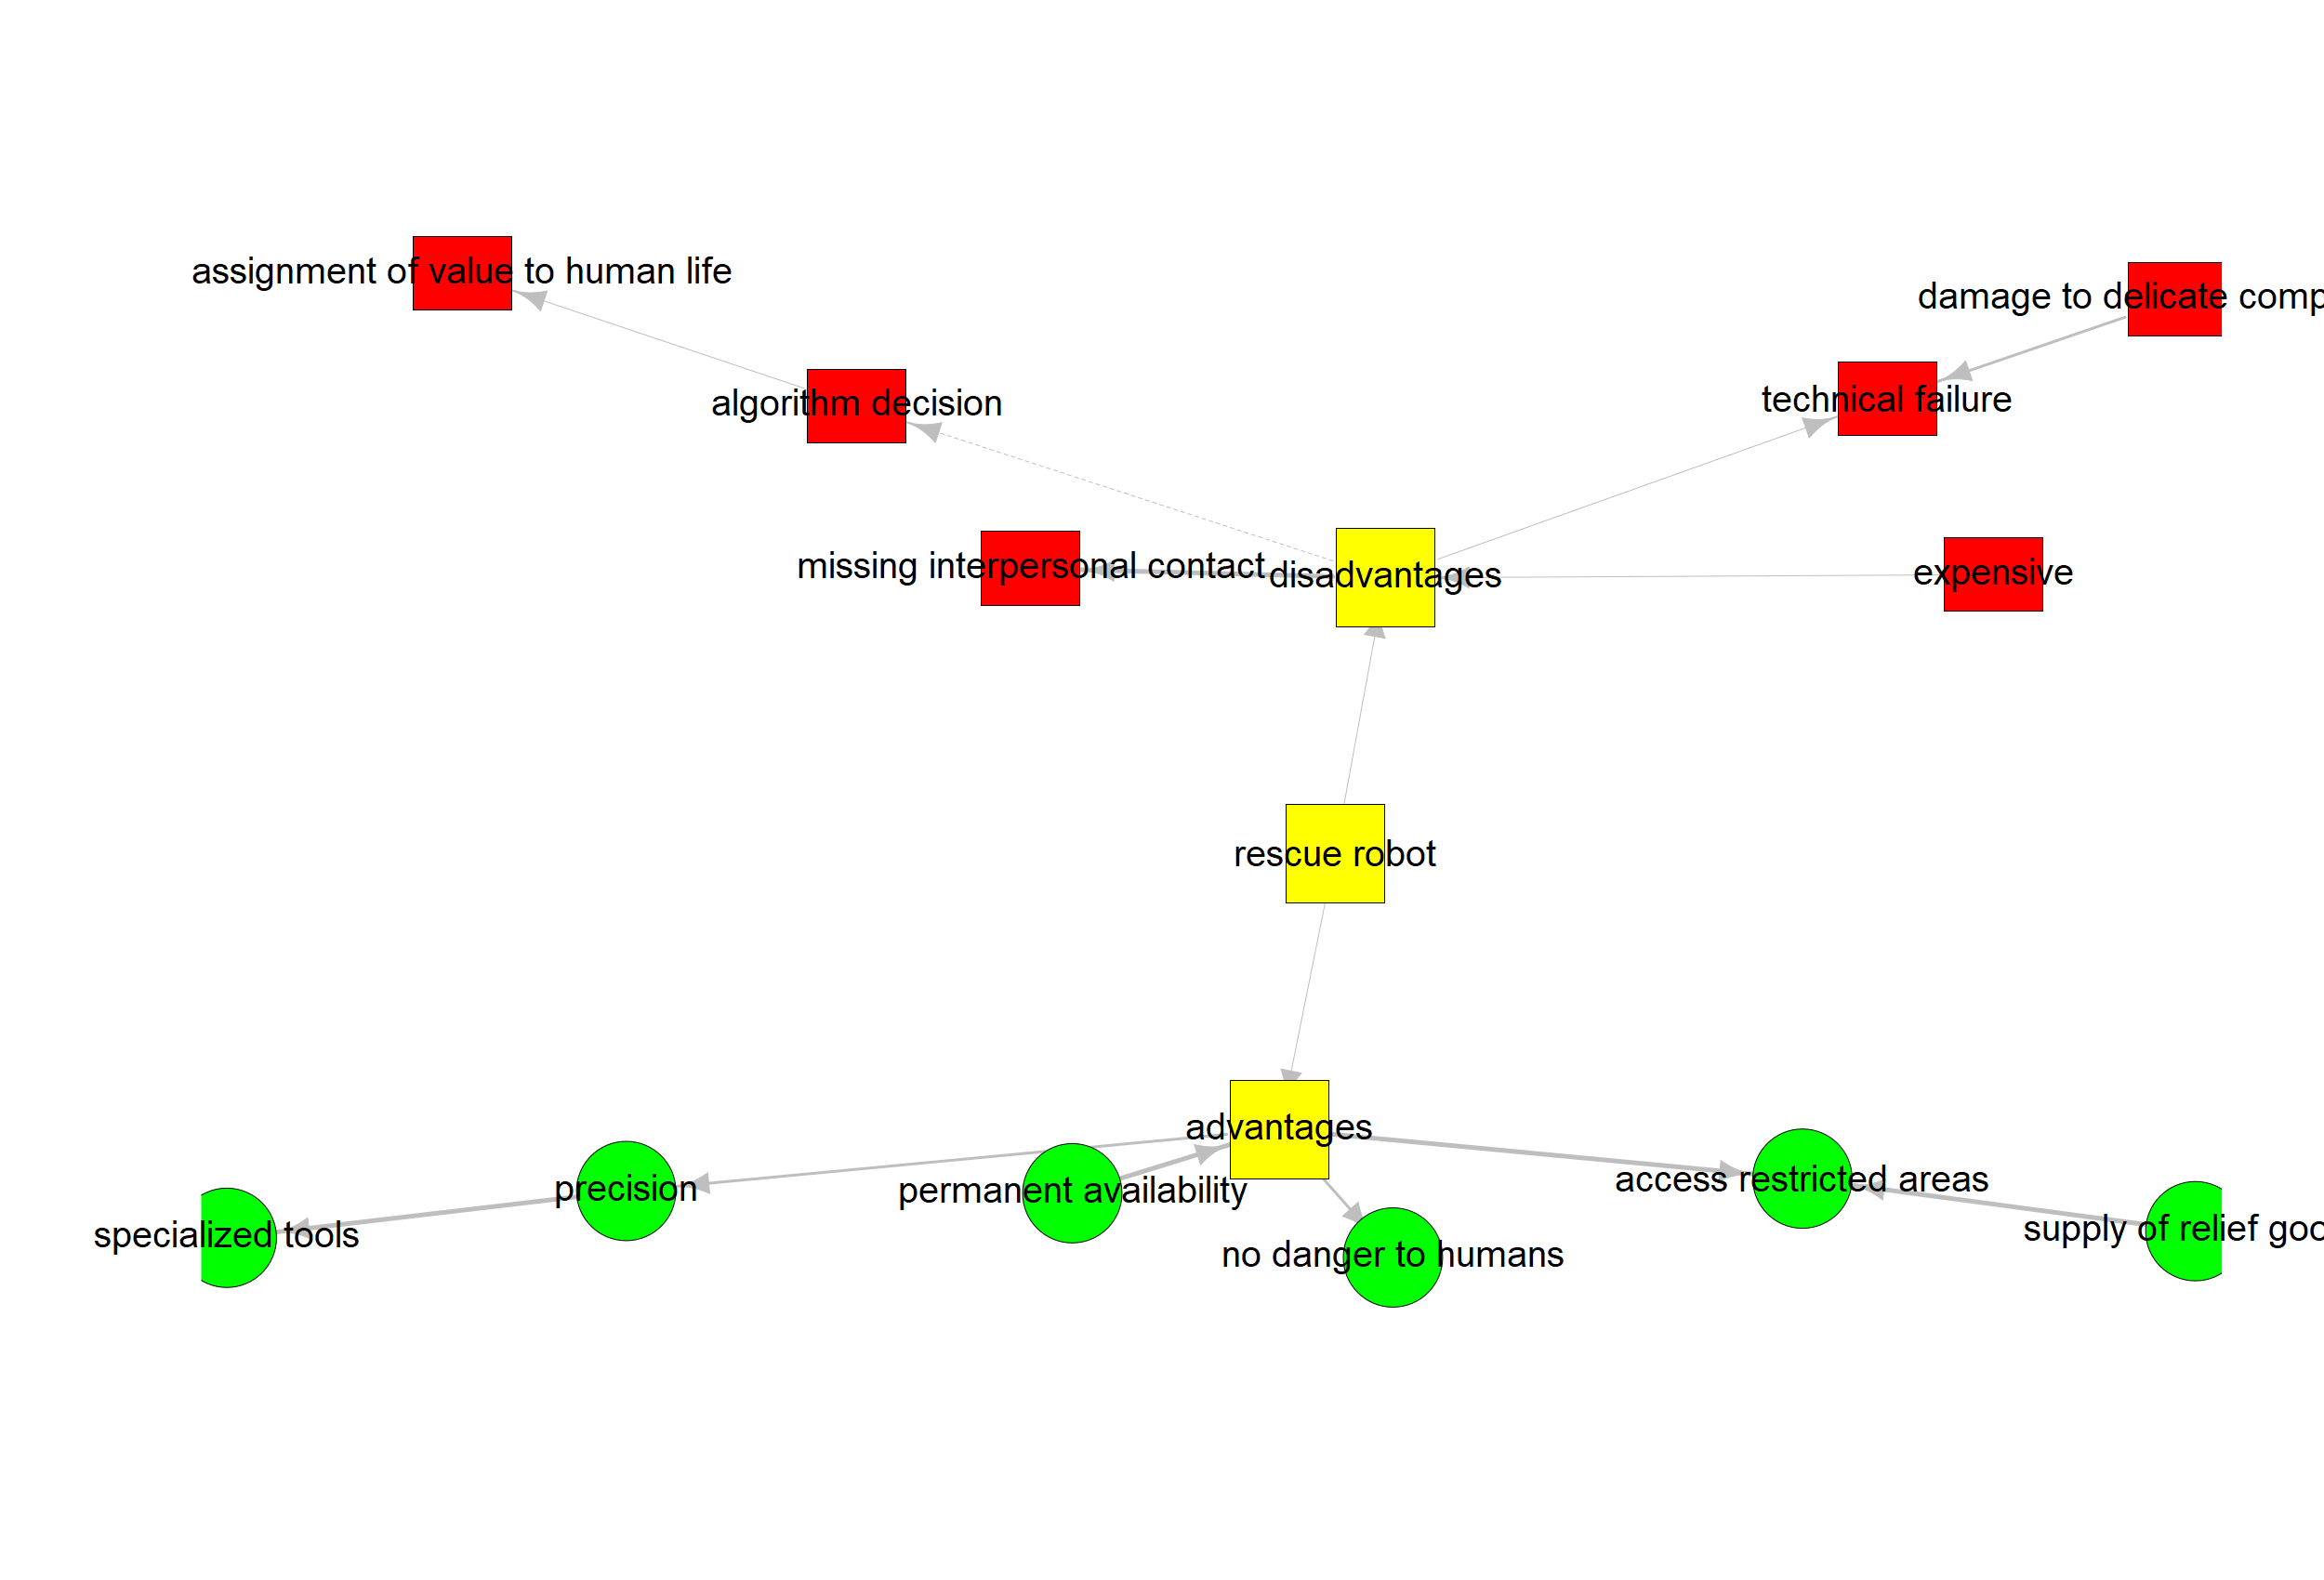 assignment of value to human life
damage to delicate comp
algorithm decision
technical failure
missing interpersonal contact
disadvantages
expensive
rescue robot
advantages
precision
permanent availability
access restricted areas
specialized tools
no danger to humans
supply of relief goo